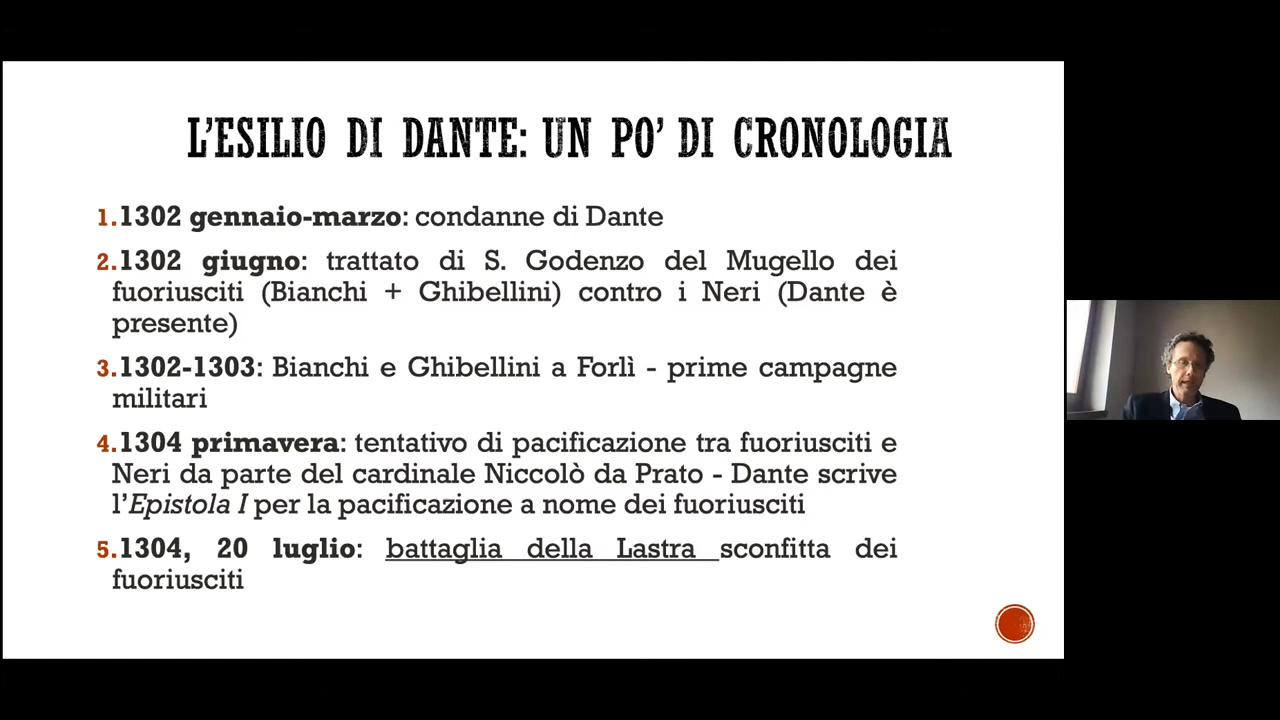 L'ESILIO DI DANTE: UN PO' DI CRONOLOGIA
1.1302 gennaio-marzo: condanne di Dante
2.1302 giugno: trattato di S. Godenzo del Mugello dei
fuoriusciti (Bianchi + Ghibellini) contro i Neri (Dante è
presente)
3.1302-1303: Bianchi e Ghibellini a Forlì - prime campagne
militari
4.1304 primavera: tentativo di pacificazione tra fuoriusciti e
Neri da parte del cardinale Niccolò da Prato - Dante scrive
l'Epistola I per la pacificazione a nome dei fuoriusciti
5.1304, 20 luglio: battaglia della Lastra sconfitta dei
fuoriusciti